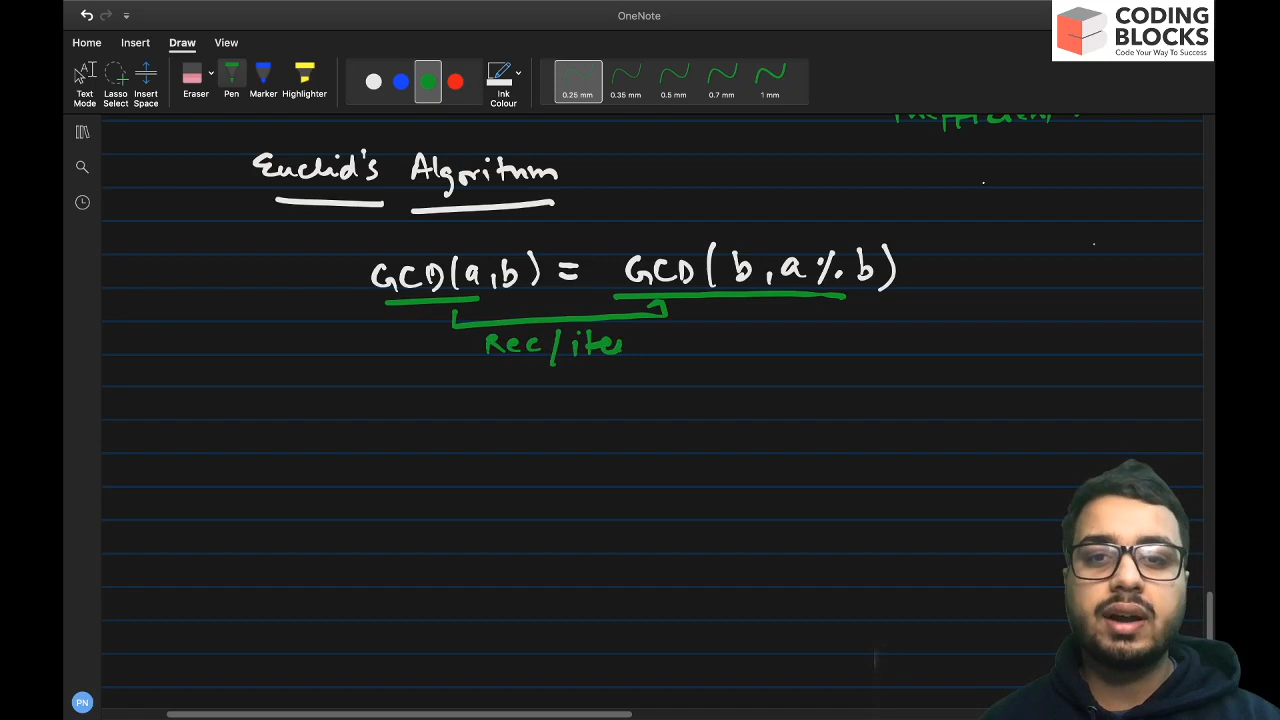 OneNote
CODING
BLOCKS
Code Your Way To Success
Home Insert Draw View
Text Mode
Lasso Select
Insert Space
Eraser
Pen
Marker
Highlighter
Ink Colour
0.25 mm
0.35 mm
0.5 mm
0.7 mm
1 mm
Inefficient.
Euclid's Algorithm
GCD(a,b) = GCD(b,a%b)
Rec/ite
PN